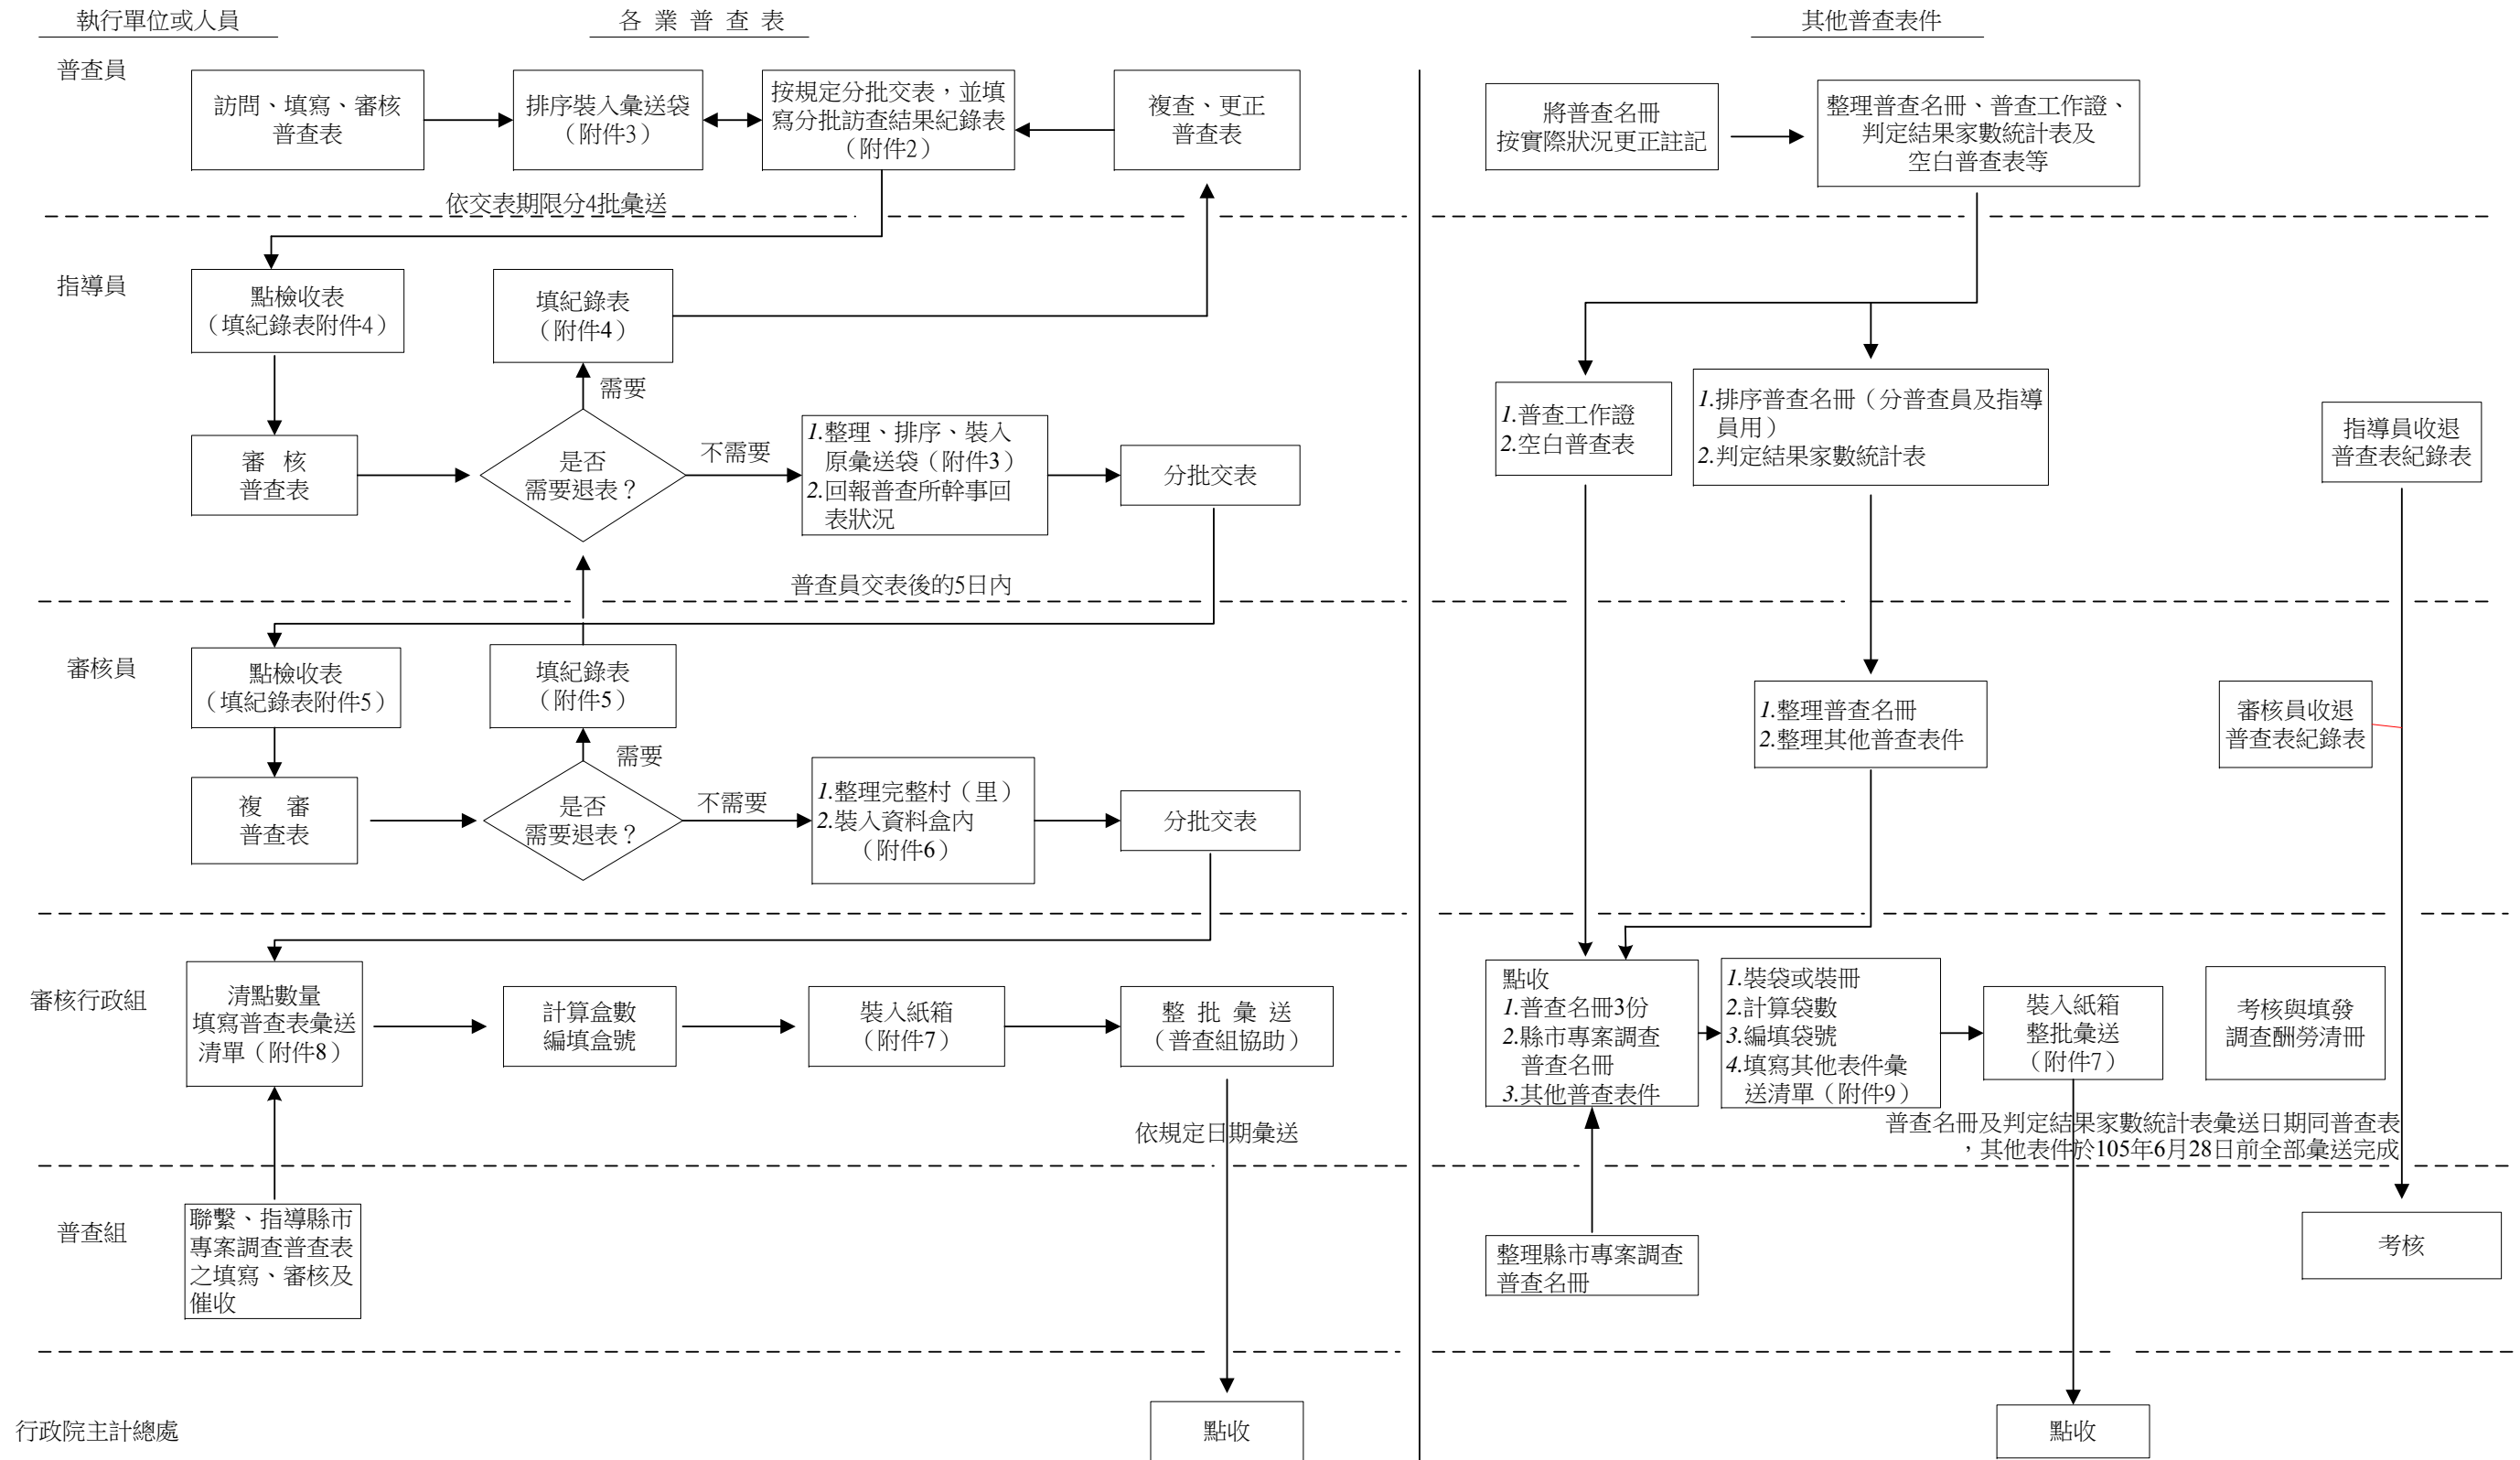 執行單位或人員
各業普查表
其他普查表件
普查員
訪問、填寫、審核
普查表
排序裝入彙送袋
（附件3）
按規定分批交表，並填
寫分批訪查結果紀錄表
（附件2）
複查、更正
普查表
將普查名冊
按實際狀況更正註記
整理普查名冊、普查工作證、
判定結果家數統計表及
空白普查表等
依交表期限分4批彙送
指導員
點檢收表
（填紀錄表附件4）
填紀錄表
（附件4）
需要
審 核
普查表
是否
需要退表？
不需要
1.整理、排序、裝入
原彙送袋（附件3）
2.回報普查所幹事回
表狀況
分批交表
1.普查工作證
2.空白普查表
1.排序普查名冊（分普查員及指導
員用）
2.判定結果家數統計表
指導員收退
普查表紀錄表
普查員交表後的5日內
審核員
點檢收表
（填紀錄表附件5）
填紀錄表
（附件5）
需要
複 審
普查表
是否
需要退表？
不需要
1.整理完整村（里）
2.裝入資料盒內
（附件6）
分批交表
1.整理普查名冊
2.整理其他普查表件
審核員收退
普查表紀錄表
審核行政組
清點數量
填寫普查表彙送
清單（附件8）
計算盒數
編填盒號
裝入紙箱
（附件7）
整批彙送
（普查組協助）
點收
1.普查名冊3份
2.縣市專案調查
普查名冊
3.其他普查表件
1.裝袋或裝冊
2.計算袋數
3.編填袋號
4.填寫其他表件彙
送清單（附件9）
裝入紙箱
整批彙送
（附件7）
考核與填發
調查酬勞清冊
依規定日期彙送
普查名冊及判定結果家數統計表彙送日期同普查表
，其他表件於105年6月28日前全部彙送完成
普查組
聯繫、指導縣市
專案調查普查表
之填寫、審核及
催收
整理縣市專案調查
普查名冊
考核
行政院主計總處
點收
點收